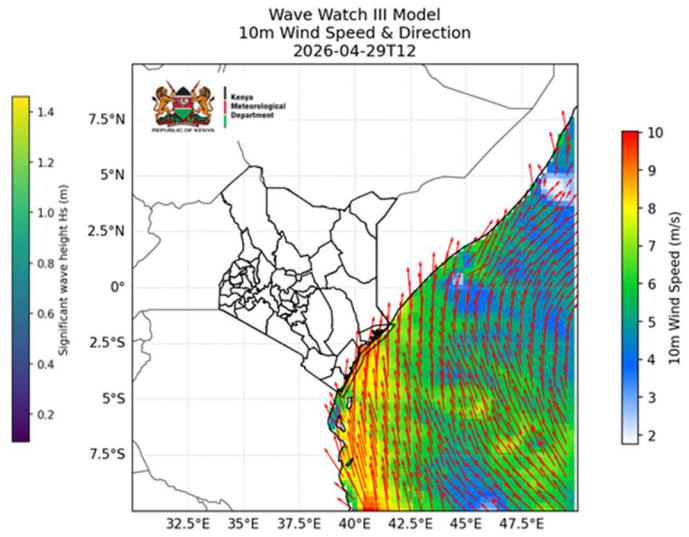 Wave Watch III Model
10m Wind Speed & Direction
2026-04-29T12
Kenya
Meteorological
Department
REPUBLIC OF KENYA
7.5°N
5°N
2.5°N
0°
2.5°S
5°S
7.5°S
32.5°E
35°E
37.5°E
40°E
42.5°E
45°E
47.5°E
1.4
1.2
1.0
0.8
0.6
0.4
0.2
Significant wave height Hs (m)
10
9
8
7
6
5
4
3
2
10m Wind Speed (m/s)